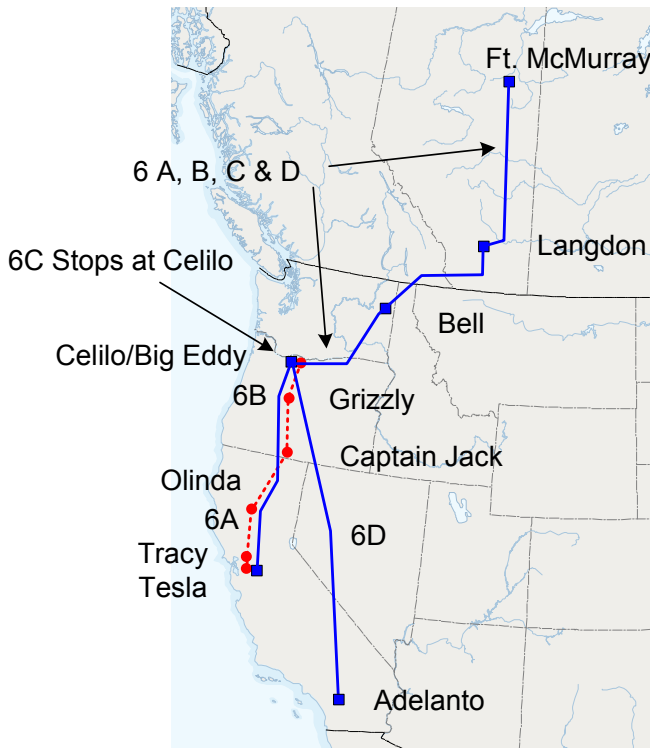 Ft. McMurray
6 A, B, C & D
Langdon
6C Stops at Celilo
Bell
Celilo/Big Eddy
6B
Grizzly
Captain Jack
Olinda
6A
6D
Tracy
Tesla
Adelanto